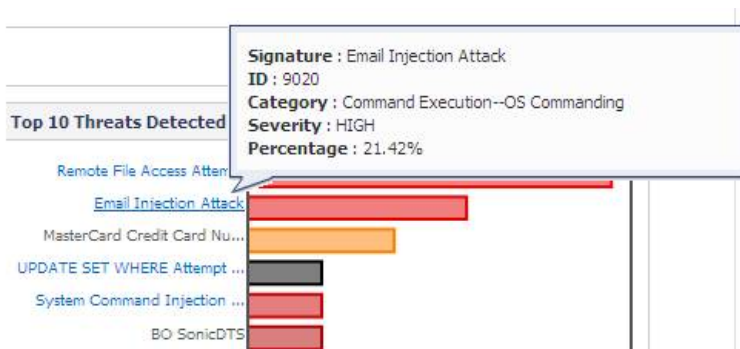 Signature : Email Injection Attack
ID : 9020
Category : Command Execution--OS Commanding
Severity : HIGH
Percentage : 21.42%
Top 10 Threats Detected
Remote File Access Attem
Email Injection Attack
MasterCard Credit Card Nu...
UPDATE SET WHERE Attempt ...
System Command Injection ...
BO SonicDTS